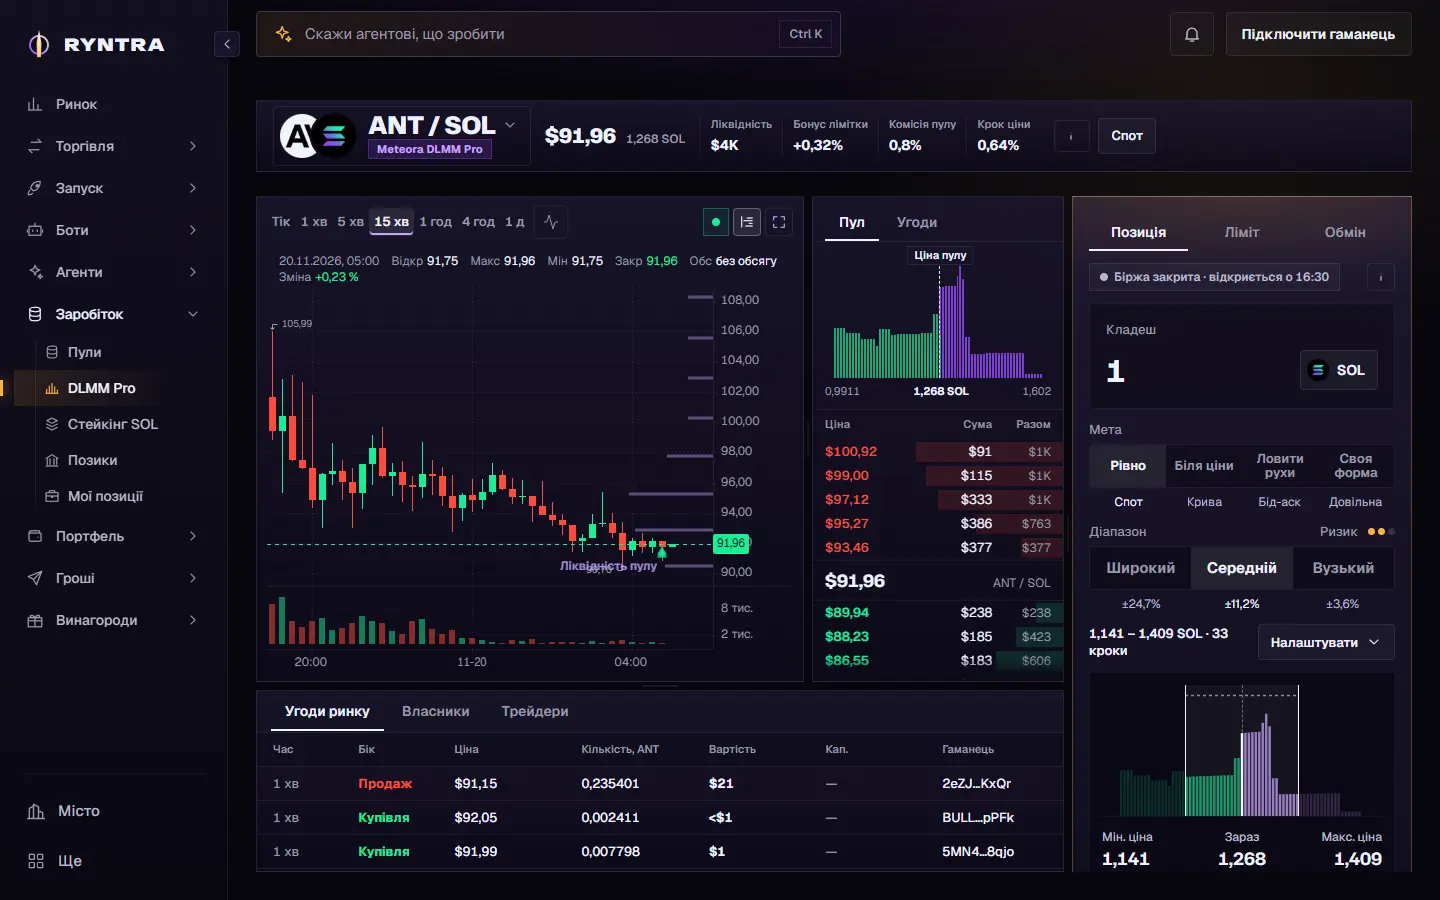 RYNTRA
Скажи агентові, що зробити
Ctrl K
Підключити гаманець
Ринок
Торгівля
Запуск
Боти
Агенти
Заробіток
Пули
DLMM Pro
Стейкінг SOL
Позики
Мої позиції
Портфель
Гроші
Винагороди
Місто
Ще
ANT / SOL
Meteora DLMM Pro
$91,96 1,268 SOL
Ліквідність
$4K
Бонус лімітки
+0,32%
Комісія пулу
0,8%
Крок ціни
0,64%
Спот
Тік 1 хв 5 хв 15 хв 1 год 4 год 1 д
20.11.2026, 05:00 Відкр 91,75 Макс 91,96 Мін 91,75 Закр 91,96 Обс без обсягу
Зміна +0,23 %
105,99
108,00
106,00
104,00
102,00
100,00
98,00
96,00
94,00
91,96
90,00
Ліквідність пулу
8 тис.
2 тис.
20:00 11-20 04:00
Пул Угоди
Ціна пулу
0,9911 1,268 SOL 1,602
Ціна Сума Разом
$100,92 $91 $1K
$99,00 $115 $1K
$97,12 $333 $1K
$95,27 $386 $763
$93,46 $377 $377
$91,96 ANT / SOL
$89,94 $238 $238
$88,23 $185 $423
$86,55 $183 $606
Угоди ринку Власники Трейдери
Час Бік Ціна Кількість, ANT Вартість Кап. Гаманець
1 хв Продаж $91,15 0,235401 $21 — 2eZJ…KxQr
1 хв Купівля $92,05 0,002411 <$1 — BULL…pPFk
1 хв Купівля $91,99 0,007798 $1 — 5MN4…8qjo
Позиція Ліміт Обмін
Біржа закрита · відкриється о 16:30
Кладеш
1 SOL
Мета
Рівно Біля ціни Ловити рухи Своя форма
Спот Крива Бід-аск Довільна
Діапазон Ризик
Широкий Середній Вузький
±24,7% ±11,2% ±3,6%
1,141 – 1,409 SOL · 33
кроки
Налаштувати
Мін. ціна Зараз Макс. ціна
1,141 1,268 1,409